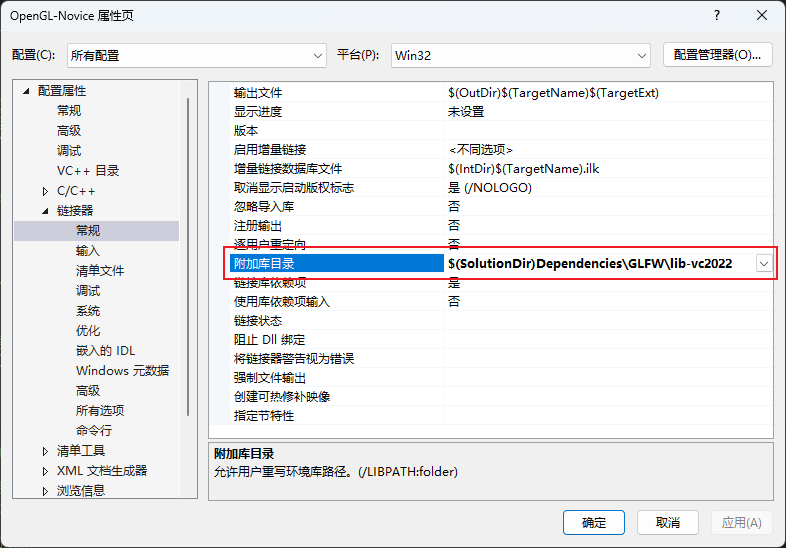 OpenGL-Novice 属性页
配置(C): 所有配置 平台(P): Win32 配置管理器(O)...
配置属性
常规
高级
调试
VC++ 目录
C/C++
链接器
常规
输入
清单文件
调试
系统
优化
嵌入的 IDL
Windows 元数据
高级
所有选项
命令行
清单工具
XML 文档生成器
浏览信息
输出文件 $(OutDir)$(TargetName)$(TargetExt)
显示进度 未设置
版本
启用增量链接 <不同选项>
增量链接数据库文件 $(IntDir)$(TargetName).ilk
取消显示启动版权标志 是 (/NOLOGO)
忽略导入库 否
注册输出 否
逐用户重定向 否
附加库目录 $(SolutionDir)Dependencies\GLFW\lib-vc2022
链接库依赖项 是
使用库依赖项输入 否
链接状态
阻止 Dll 绑定
将链接器警告视为错误
强制文件输出
创建可热修补映像
指定节特性
附加库目录
允许用户重写环境库路径。(/LIBPATH:folder)
确定 取消 应用(A)